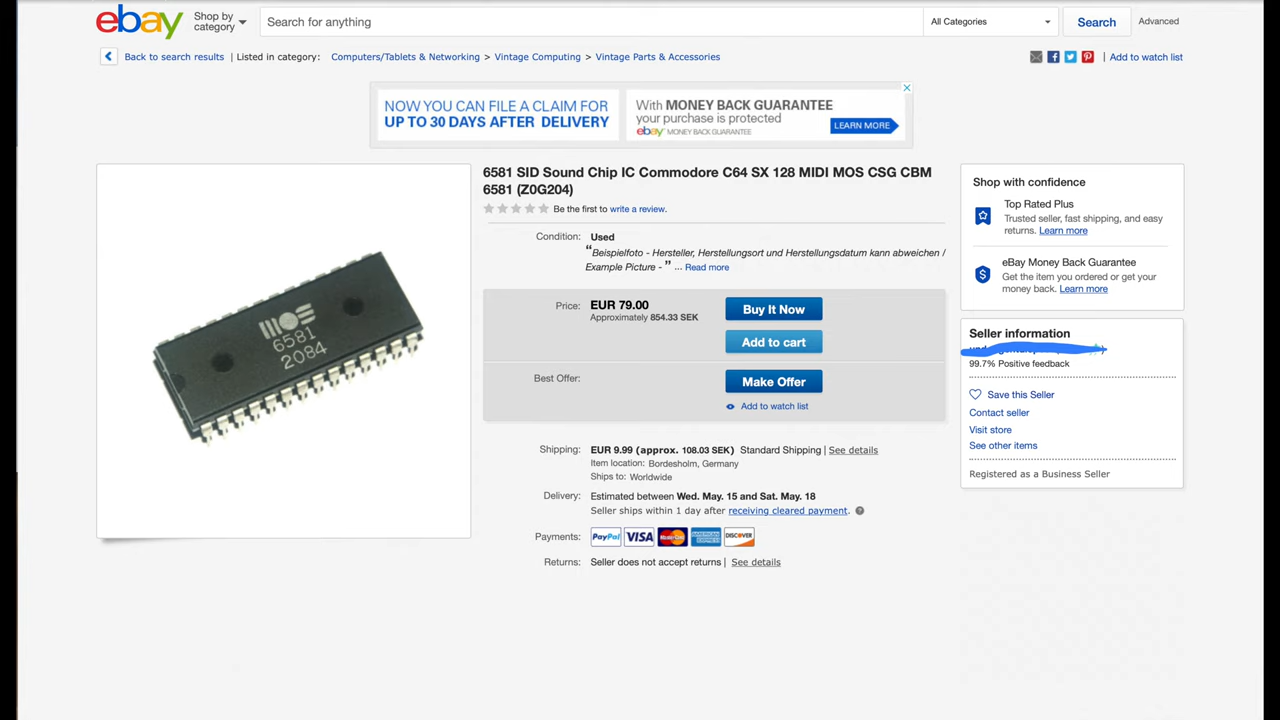 ebay
Shop by
category
Search for anything
All Categories
Search
Advanced
Back to search results | Listed in category: Computers/Tablets & Networking > Vintage Computing > Vintage Parts & Accessories
| Add to watch list
NOW YOU CAN FILE A CLAIM FOR
UP TO 30 DAYS AFTER DELIVERY
With MONEY BACK GUARANTEE
your purchase is protected
ebay MONEY BACK GUARANTEE
LEARN MORE
mos
6581
2084
6581 SID Sound Chip IC Commodore C64 SX 128 MIDI MOS CSG CBM
6581 (Z0G204)
Be the first to write a review.
Condition: Used
“Beispielfoto - Hersteller, Herstellungsort und Herstellungsdatum kann abweichen /
Example Picture - ” ... Read more
Price: EUR 79.00
Approximately 854.33 SEK
Buy It Now
Add to cart
Best Offer:
Make Offer
Add to watch list
Shipping: EUR 9.99 (approx. 108.03 SEK) Standard Shipping | See details
Item location: Bordesholm, Germany
Ships to: Worldwide
Delivery: Estimated between Wed. May. 15 and Sat. May. 18
Seller ships within 1 day after receiving cleared payment. ?
Payments: PayPal VISA MasterCard AMERICAN EXPRESS DISCOVER
Returns: Seller does not accept returns | See details
Shop with confidence
Top Rated Plus
Trusted seller, fast shipping, and easy
returns. Learn more
eBay Money Back Guarantee
Get the item you ordered or get your
money back. Learn more
Seller information
99.7% Positive feedback
Save this Seller
Contact seller
Visit store
See other items
Registered as a Business Seller